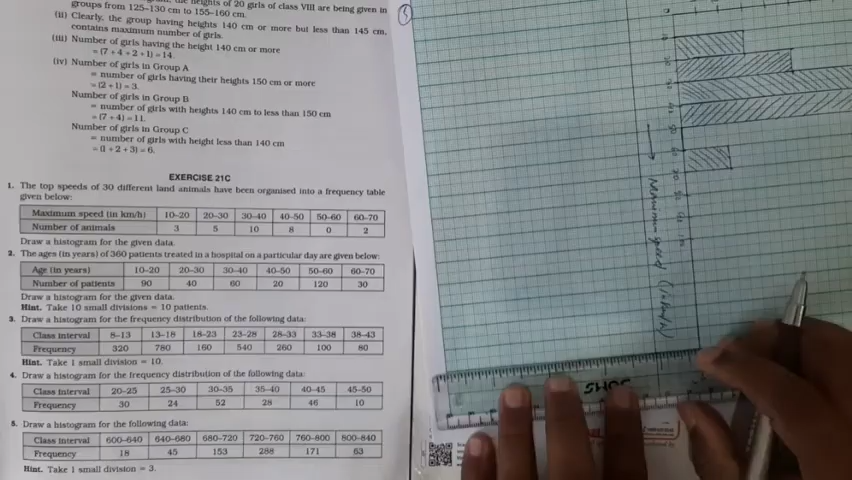 the heights of 20 girls of class VIII are being given in
groups from 125–130 cm to 155–160 cm.
(ii) Clearly, the group having heights 140 cm or more but less than 145 cm,
contains maximum number of girls.
(iii) Number of girls having the height 140 cm or more
= (7 + 4 + 2 + 1) = 14.
(iv) Number of girls in Group A
= number of girls having their heights 150 cm or more
= (2 + 1) = 3.
Number of girls in Group B
= number of girls with heights 140 cm to less than 150 cm
= (7 + 4) = 11.
Number of girls in Group C
= number of girls with height less than 140 cm
= (1 + 2 + 3) = 6.
EXERCISE 21C
1. The top speeds of 30 different land animals have been organised into a frequency table
given below:
Maximum speed (in km/h) 10–20 20–30 30–40 40–50 50–60 60–70
Number of animals 3 5 10 8 0 2
Draw a histogram for the given data.
2. The ages (in years) of 360 patients treated in a hospital on a particular day are given below:
Age (in years) 10–20 20–30 30–40 40–50 50–60 60–70
Number of patients 90 40 60 20 120 30
Draw a histogram for the given data.
Hint. Take 10 small divisions = 10 patients.
3. Draw a histogram for the frequency distribution of the following data:
Class interval 8–13 13–18 18–23 23–28 28–33 33–38 38–43
Frequency 320 780 160 540 260 100 80
Hint. Take 1 small division = 10.
4. Draw a histogram for the frequency distribution of the following data:
Class interval 20–25 25–30 30–35 35–40 40–45 45–50
Frequency 30 24 52 28 46 10
5. Draw a histogram for the following data:
Class interval 600–640 640–680 680–720 720–760 760–800 800–840
Frequency 18 45 153 288 171 63
Hint. Take 1 small division = 3.
Maximum speed (in km/h)